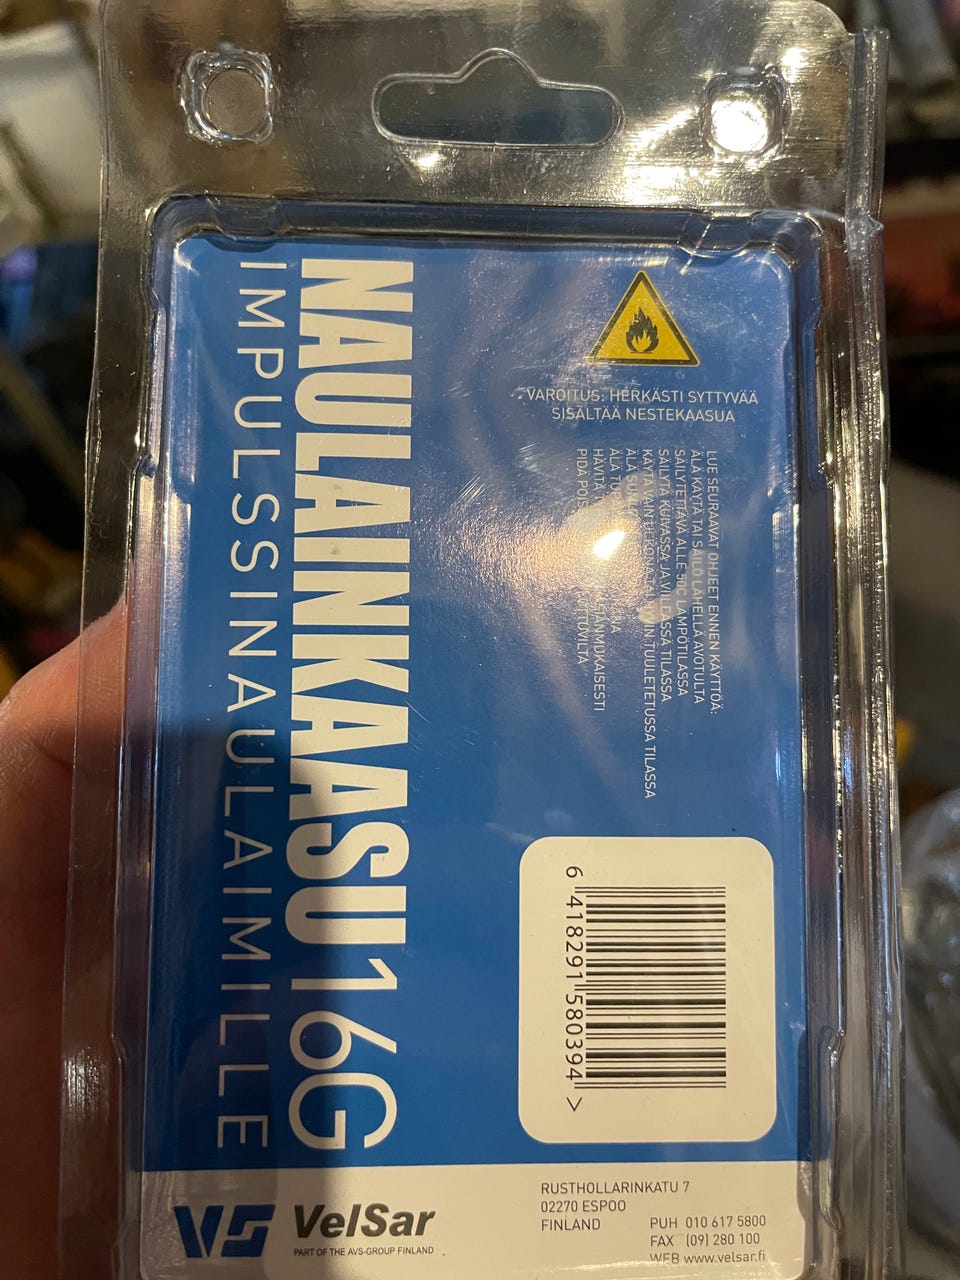 NAULAINKAASU 16G
IMPULSSINAULAIMILLE
VAROITUS: HERKÄSTI SYTTYVÄÄ
SISÄLTÄÄ NESTEKAASUA
LUE SEURAAVAT OHJEET ENNEN KÄYTTÖÄ:
ÄLÄ KÄYTÄ TAI SÄILÖ LÄHELLÄ AVOTULTA
SÄILYTETTÄVÄ ALLE 50C LÄMPÖTILASSA
SÄILYTÄ KUIVASSA JA VIILEÄSSÄ TILASSA
KÄYTÄ VAIN ULKONA TAI HYVIN TUULETETUSSA TILASSA
ÄLÄ
ÄLÄ
HÄVITÄ
PIDÄ POIS
6 418291 580394 >
VS VelSar
PART OF THE AVS-GROUP FINLAND
RUSTHOLLARINKATU 7
02270 ESPOO
FINLAND
PUH 010 617 5800
FAX (09) 280 100
WEB www.velsar.fi